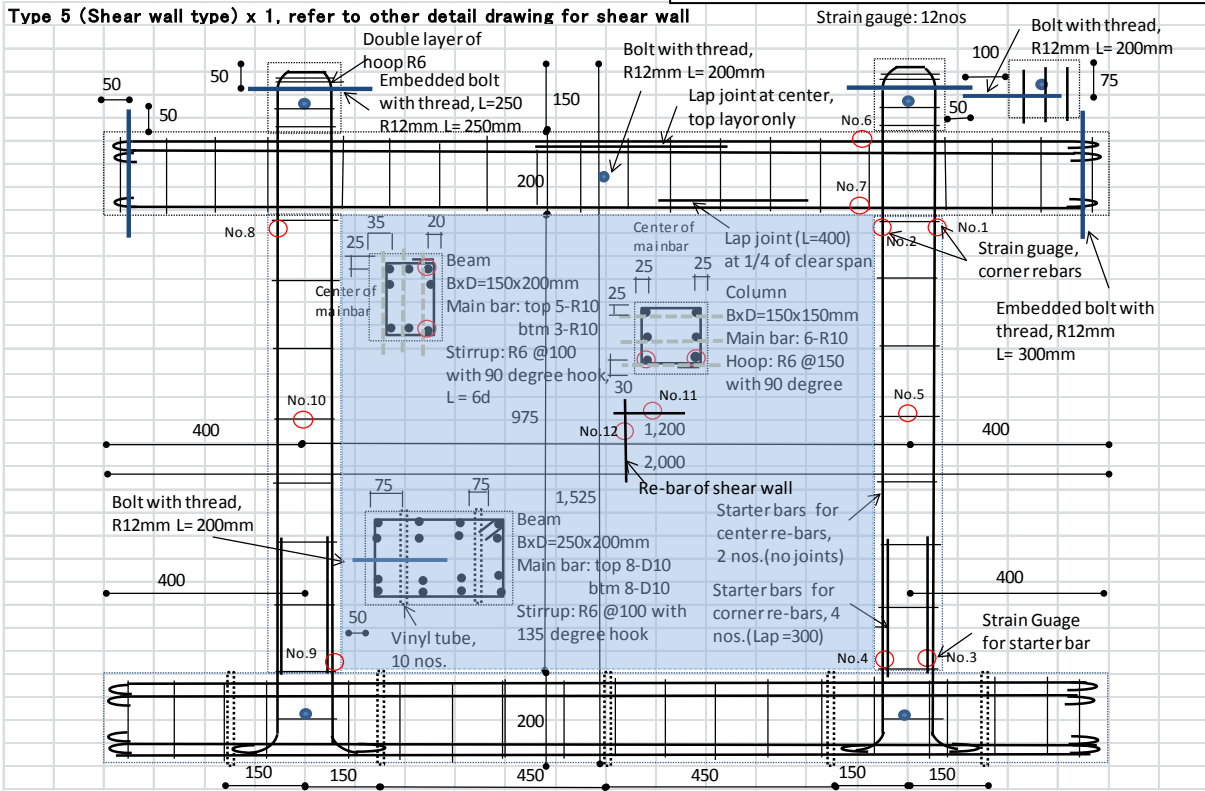 Type 5 (Shear wall type) x 1, refer to other detail drawing for shear wall
Strain gauge: 12nos
Double layer of
hoop R6
Embedded bolt
with thread, L=250
R12mm L= 250mm
50
50
50
50
Bolt with thread,
R12mm L= 200mm
Lap joint at center,
top layor only
150
Bolt with thread,
R12mm L= 200mm
100
75
50
No.6
200
No.7
No.8
No.2
No.1
Strain guage,
corner rebars
35
20
25
Center of
mainbar
Beam
BxD=150x200mm
Main bar: top 5-R10
btm 3-R10
Stirrup: R6 @100
with 90 degree hook,
L = 6d
Center of
mainbar
Lap joint (L=400)
at 1/4 of clear span
25
25
25
Column
BxD=150x150mm
Main bar: 6-R10
Hoop: R6 @150
with 90 degree
30
Embedded bolt with
thread, R12mm
L= 300mm
No.10
No.11
No.5
975
No.12
1,200
400
400
2,000
Re-bar of shear wall
Bolt with thread,
R12mm L= 200mm
75
75
1,525
Beam
BxD=250x200mm
Main bar: top 8-D10
btm 8-D10
Stirrup: R6 @100 with
135 degree hook
Starter bars for
center re-bars,
2 nos.(no joints)
400
400
Starter bars for
corner re-bars, 4
nos.(Lap =300)
50
Vinyl tube,
10 nos.
Strain Guage
for starter bar
No.9
No.4
No.3
200
150
150
450
450
150
150